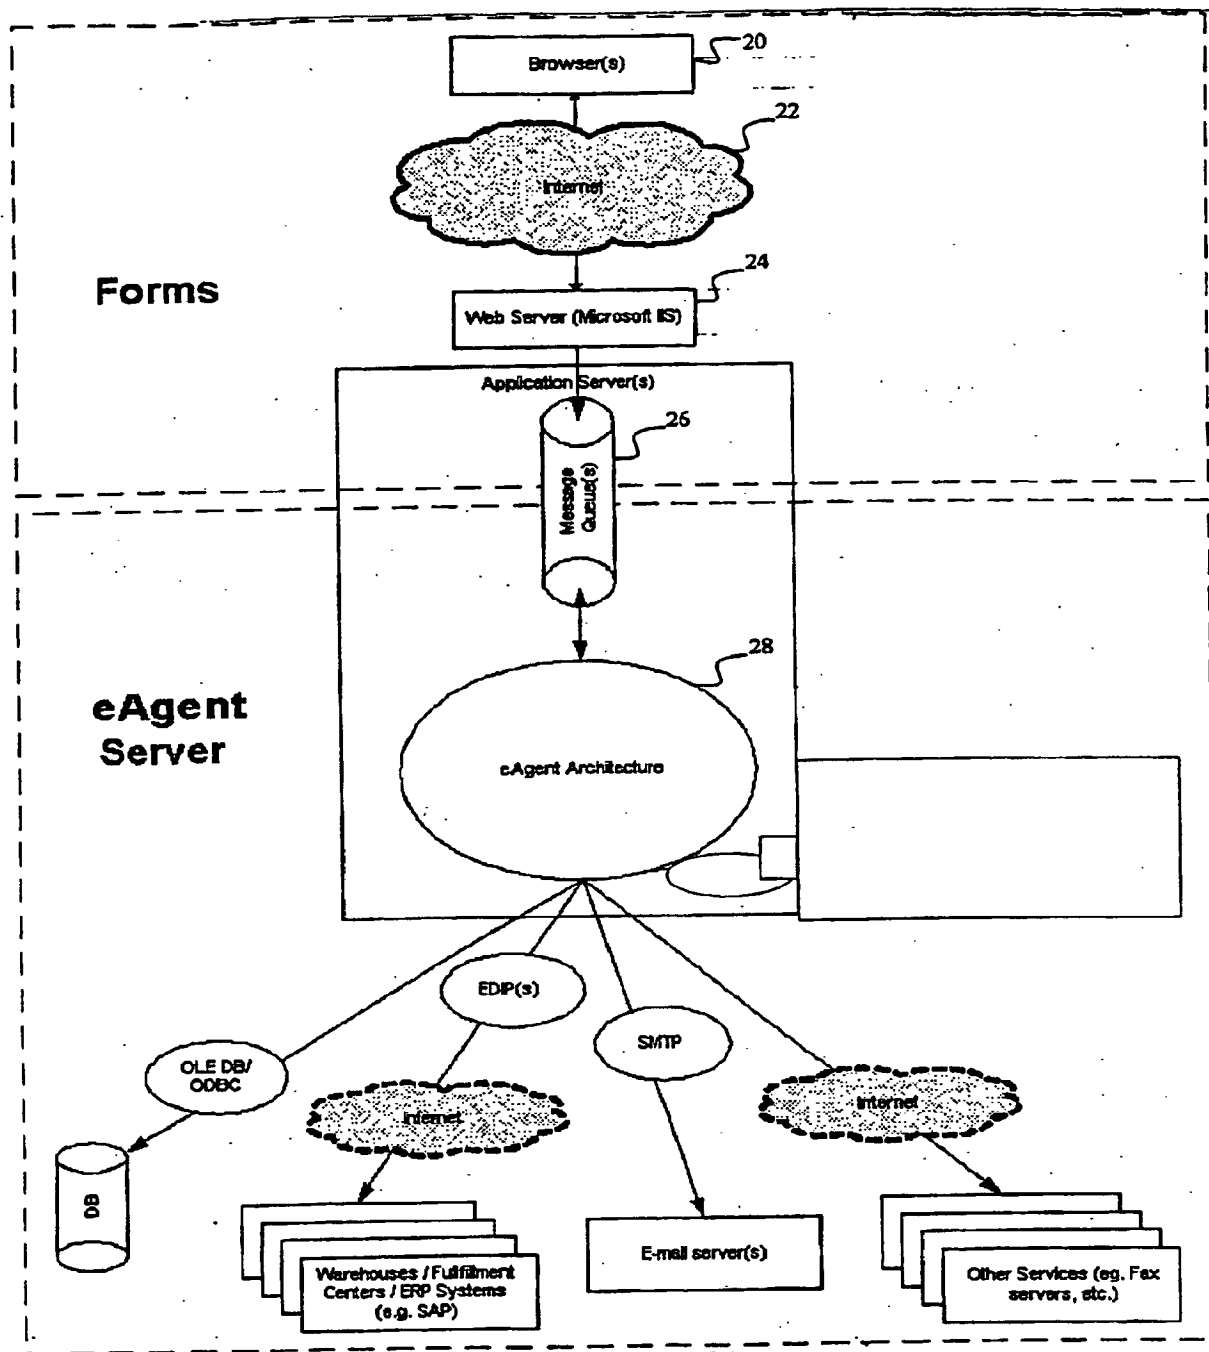 20
Browser(s)
22
Internet
24
Forms
Web Server (Microsoft IIS)
Application Server(s)
26
Message
Queue(s)
28
eAgent
Server
eAgent Architecture
EDIP(s)
SMTP
OLE DB/
ODBC
Internet
Internet
DB
E-mail server(s)
Warehouses / Fulfillment
Centers / ERP Systems
(e.g. SAP)
Other Services (eg. Fax
servers, etc.)